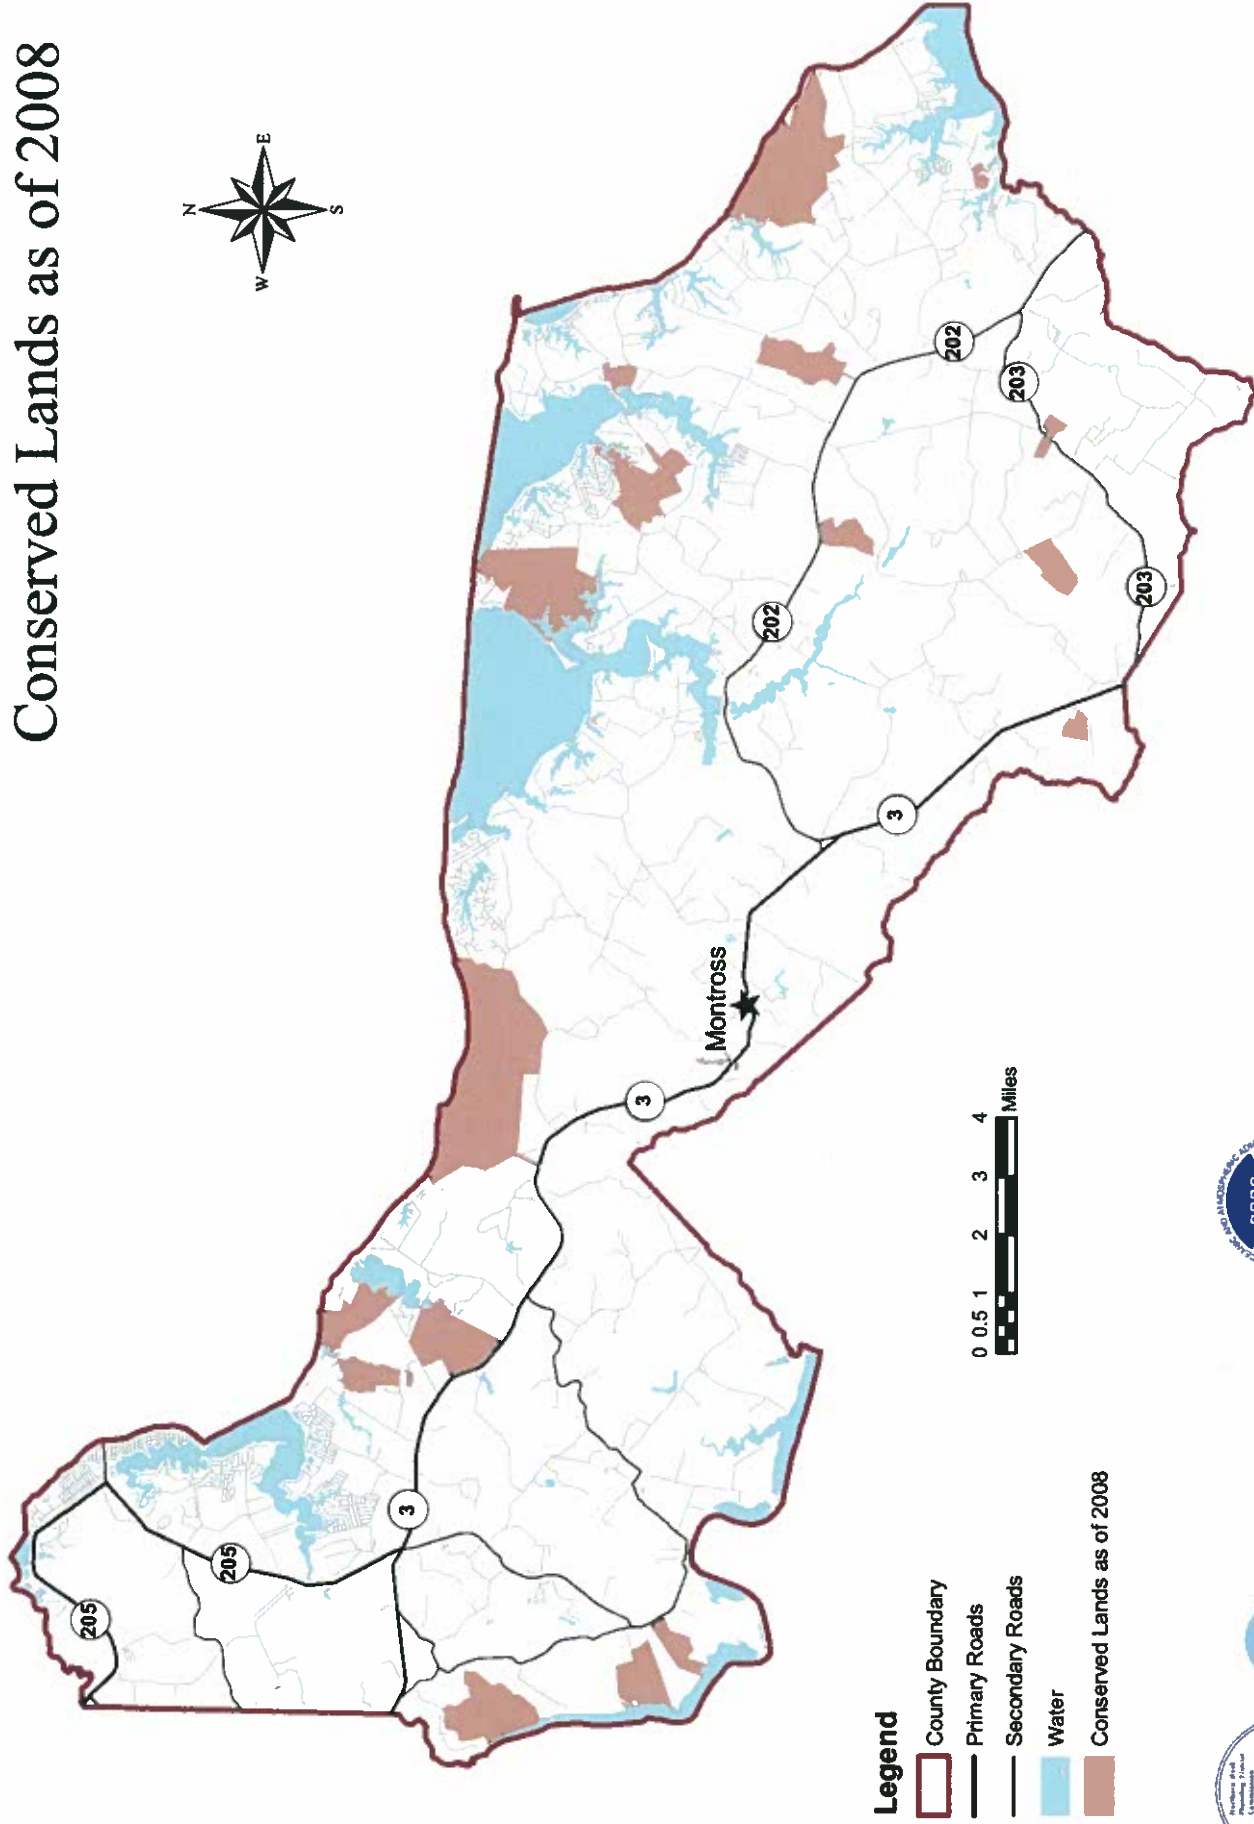 Conserved Lands as of 2008
N
W
E
S
205
205
3
3
Montross
3
202
202
203
203
0 0.5 1 2 3 4
Miles
Legend
County Boundary
Primary Roads
Secondary Roads
Water
Conserved Lands as of 2008